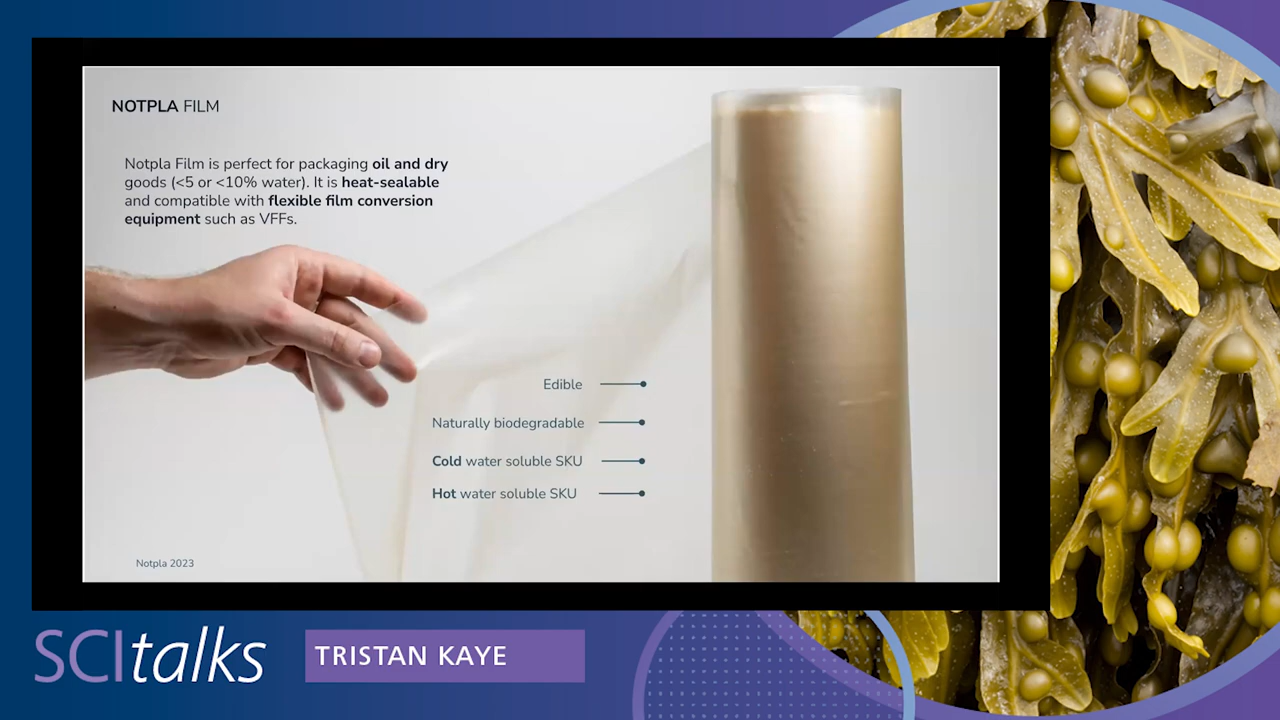 NOTPLA FILM
Notpla Film is perfect for packaging oil and dry
goods (<5 or <10% water). It is heat-sealable
and compatible with flexible film conversion
equipment such as VFFs.
Edible
Naturally biodegradable
Cold water soluble SKU
Hot water soluble SKU
Notpla 2023
SCItalks
TRISTAN KAYE